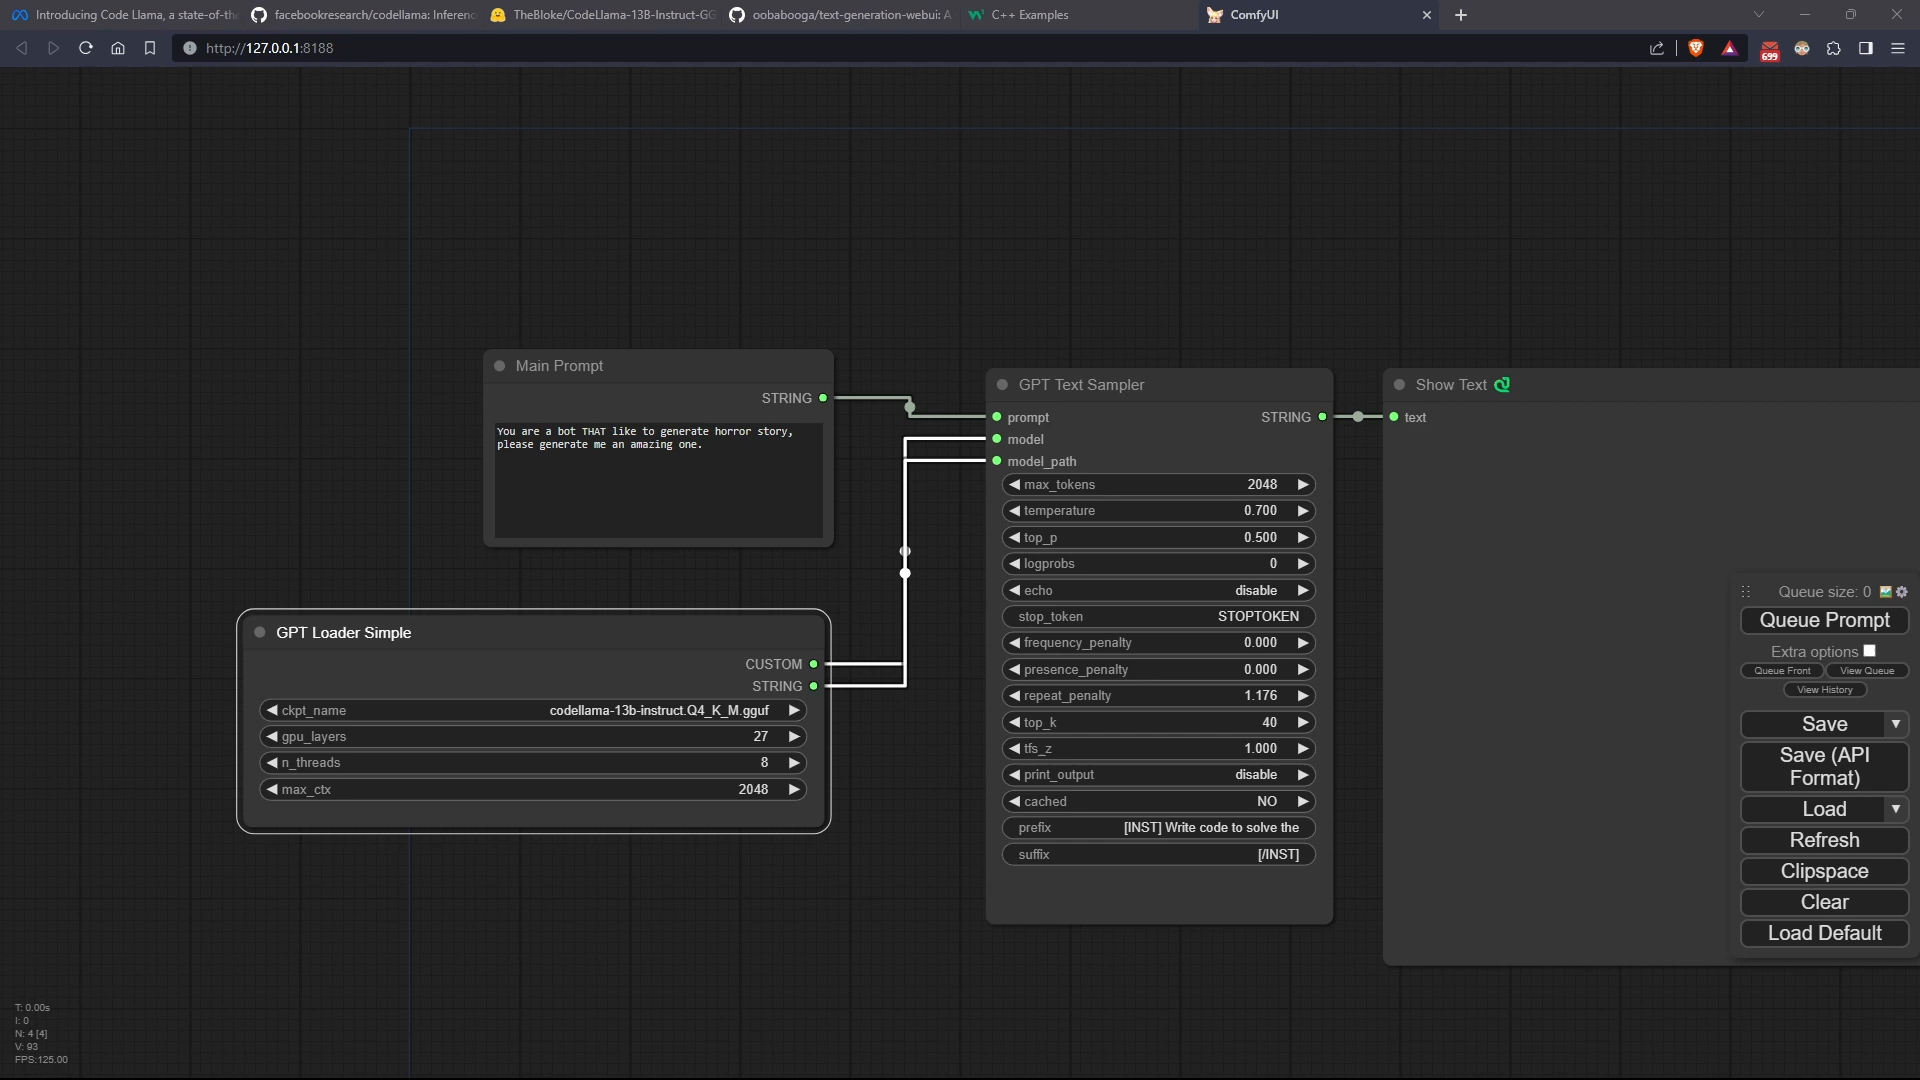 Introducing Code Llama, a state-of-th
facebookresearch/codellama: Inferenc
TheBloke/CodeLlama-13B-Instruct-GG
oobabooga/text-generation-webui: A
C++ Examples
ComfyUI
http://127.0.0.1:8188
699
Main Prompt
STRING
You are a bot THAT like to generate horror story,
please generate me an amazing one.
GPT Loader Simple
CUSTOM
STRING
ckpt_name codellama-13b-instruct.Q4_K_M.gguf
gpu_layers 27
n_threads 8
max_ctx 2048
GPT Text Sampler
prompt STRING
model
model_path
max_tokens 2048
temperature 0.700
top_p 0.500
logprobs 0
echo disable
stop_token STOPTOKEN
frequency_penalty 0.000
presence_penalty 0.000
repeat_penalty 1.176
top_k 40
tfs_z 1.000
print_output disable
cached NO
prefix [INST] Write code to solve the
suffix [/INST]
Show Text
text
Queue size: 0
Queue Prompt
Extra options
Queue Front View Queue
View History
Save
Save (API
Format)
Load
Refresh
Clipspace
Clear
Load Default
T: 0.00s
I: 0
N: 4 [4]
V: 93
FPS:125.00